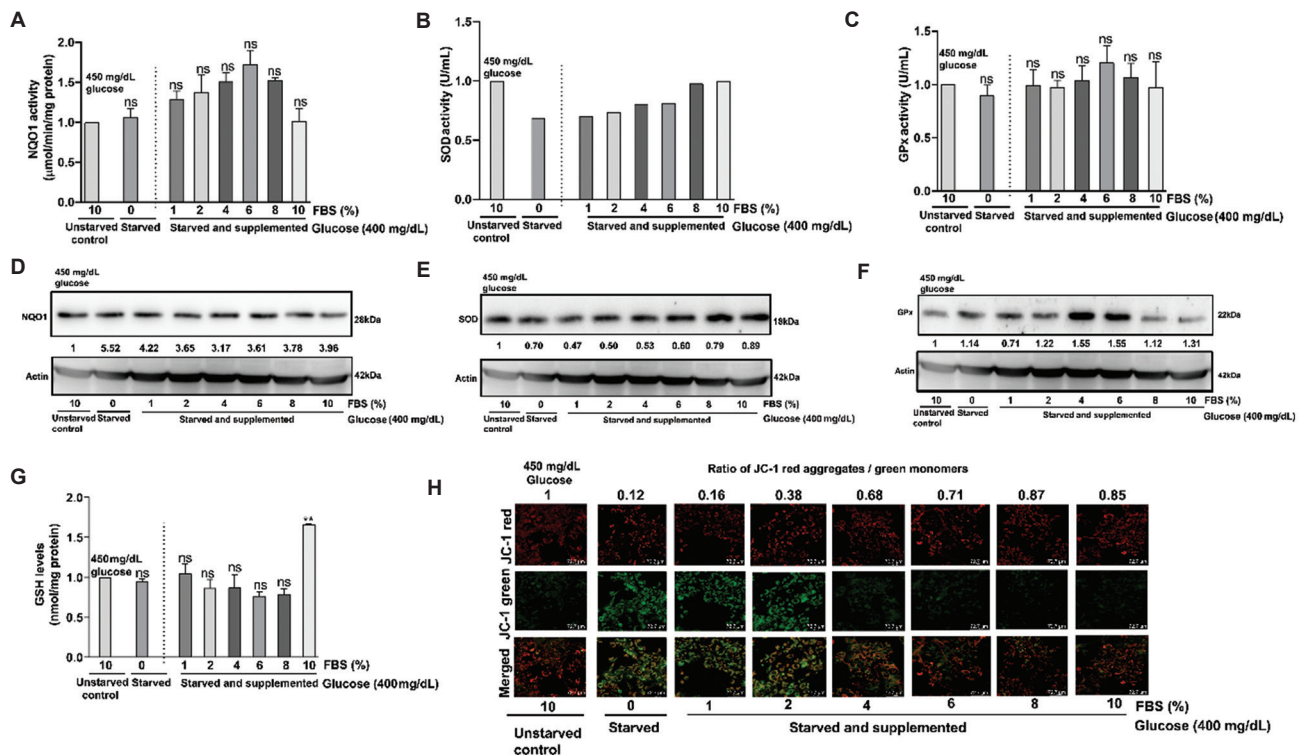 A
2.0
1.5
1.0
0.5
0.0
NQO1 activity
(μmol/min/mg protein)
450 mg/dL
glucose
ns
ns
ns
ns
ns
ns
ns
10 0 1 2 4 6 8 10 FBS (%)
Unstarved
control
Starved
Starved and supplemented
Glucose (400 mg/dL)
B
1.5
1.0
0.5
0.0
SOD activity (U/mL)
450 mg/dL
glucose
10 0 1 2 4 6 8 10 FBS (%)
Unstarved
control
Starved
Starved and supplemented
Glucose (400 mg/dL)
C
1.5
1.0
0.5
0.0
GPx activity (U/mL)
450 mg/dL
glucose
ns
ns
ns
ns
ns
ns
ns
10 0 1 2 4 6 8 10 FBS (%)
Unstarved
control
Starved
Starved and supplemented
Glucose (400 mg/dL)
D
450 mg/dL
glucose
NQO1
28kDa
1 5.52 4.22 3.65 3.17 3.61 3.78 3.96
Actin
42kDa
10 0 1 2 4 6 8 10 FBS (%)
Unstarved
control
Starved
Starved and supplemented
Glucose (400 mg/dL)
E
450 mg/dL
glucose
SOD
18kDa
1 0.70 0.47 0.50 0.53 0.60 0.79 0.89
Actin
42kDa
10 0 1 2 4 6 8 10 FBS (%)
Unstarved
control
Starved
Starved and supplemented
Glucose (400 mg/dL)
F
450 mg/dL
glucose
GPx
22kDa
1 1.14 0.71 1.22 1.55 1.55 1.12 1.31
Actin
42kDa
10 0 1 2 4 6 8 10 FBS (%)
Unstarved
control
Starved
Starved and supplemented
Glucose (400 mg/dL)
G
2.0
1.5
1.0
0.5
0.0
GSH levels
(nmol/mg protein)
450mg/dL
glucose
ns
ns
ns
ns
ns
ns
**
10 0 1 2 4 6 8 10 FBS (%)
Unstarved
control
Starved
Starved and supplemented
Glucose (400mg/dL)
H
450 mg/dL
Glucose
Ratio of JC-1 red aggregates / green monomers
1 0.12 0.16 0.38 0.68 0.71 0.87 0.85
JC-1 red
JC-1 green
Merged
10 0 1 2 4 6 8 10 FBS (%)
Unstarved
control
Starved
Starved and supplemented
Glucose (400 mg/dL)